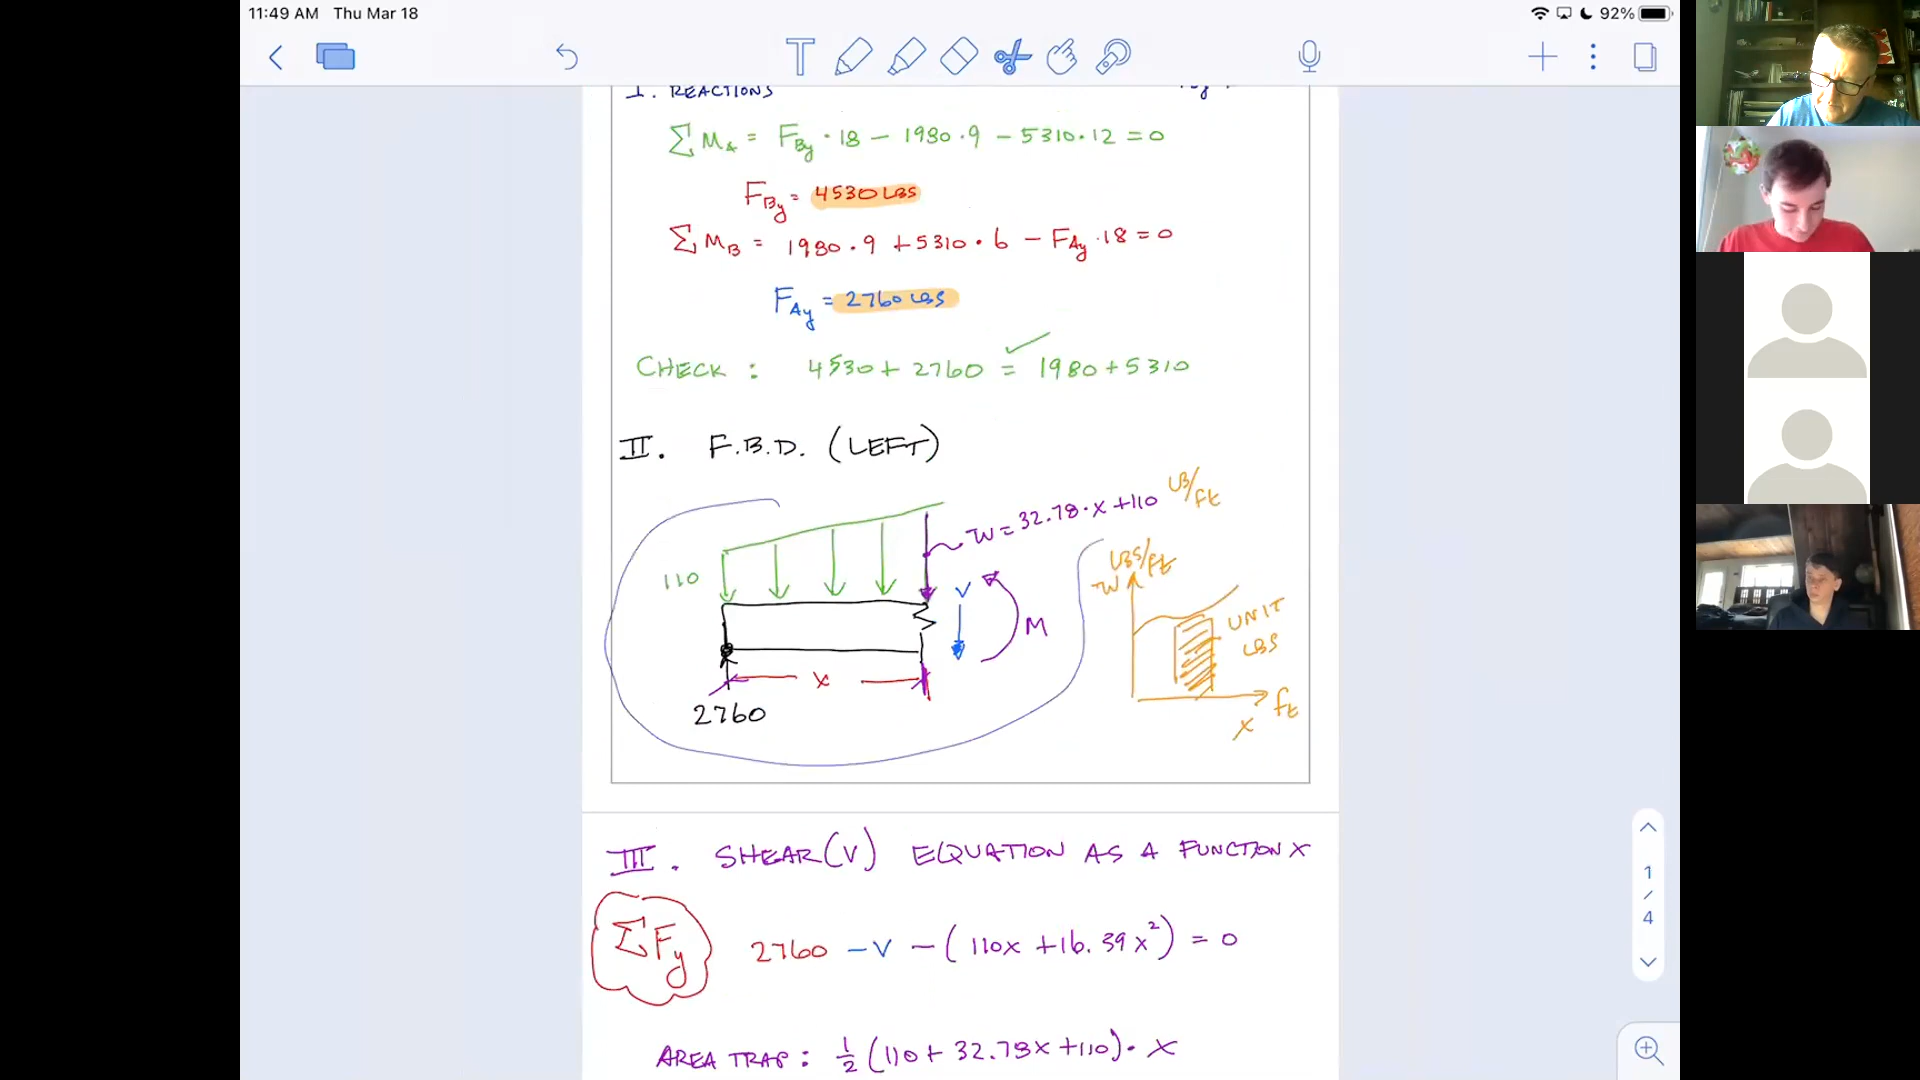 11:49 AM Thu Mar 18
92%
I. REACTIONS
ΣM_A = F_By · 18 – 1980 · 9 – 5310 · 12 = 0
F_By = 4530 LBS
ΣM_B = 1980 · 9 + 5310 · 6 – F_Ay · 18 = 0
F_Ay = 2760 LBS
CHECK : 4530 + 2760 = 1980 + 5310
II. F.B.D. (LEFT)
W = 32.78 · x + 110 LB/ft
110
V
M
x
2760
LBS/ft
W
UNIT
LBS
ft
x
III. SHEAR (V) EQUATION AS A FUNCTION X
ΣFy 2760 – V – (110x + 16.39x²) = 0
AREA TRAP : ½ (110 + 32.78x + 110) · x
1
/
4